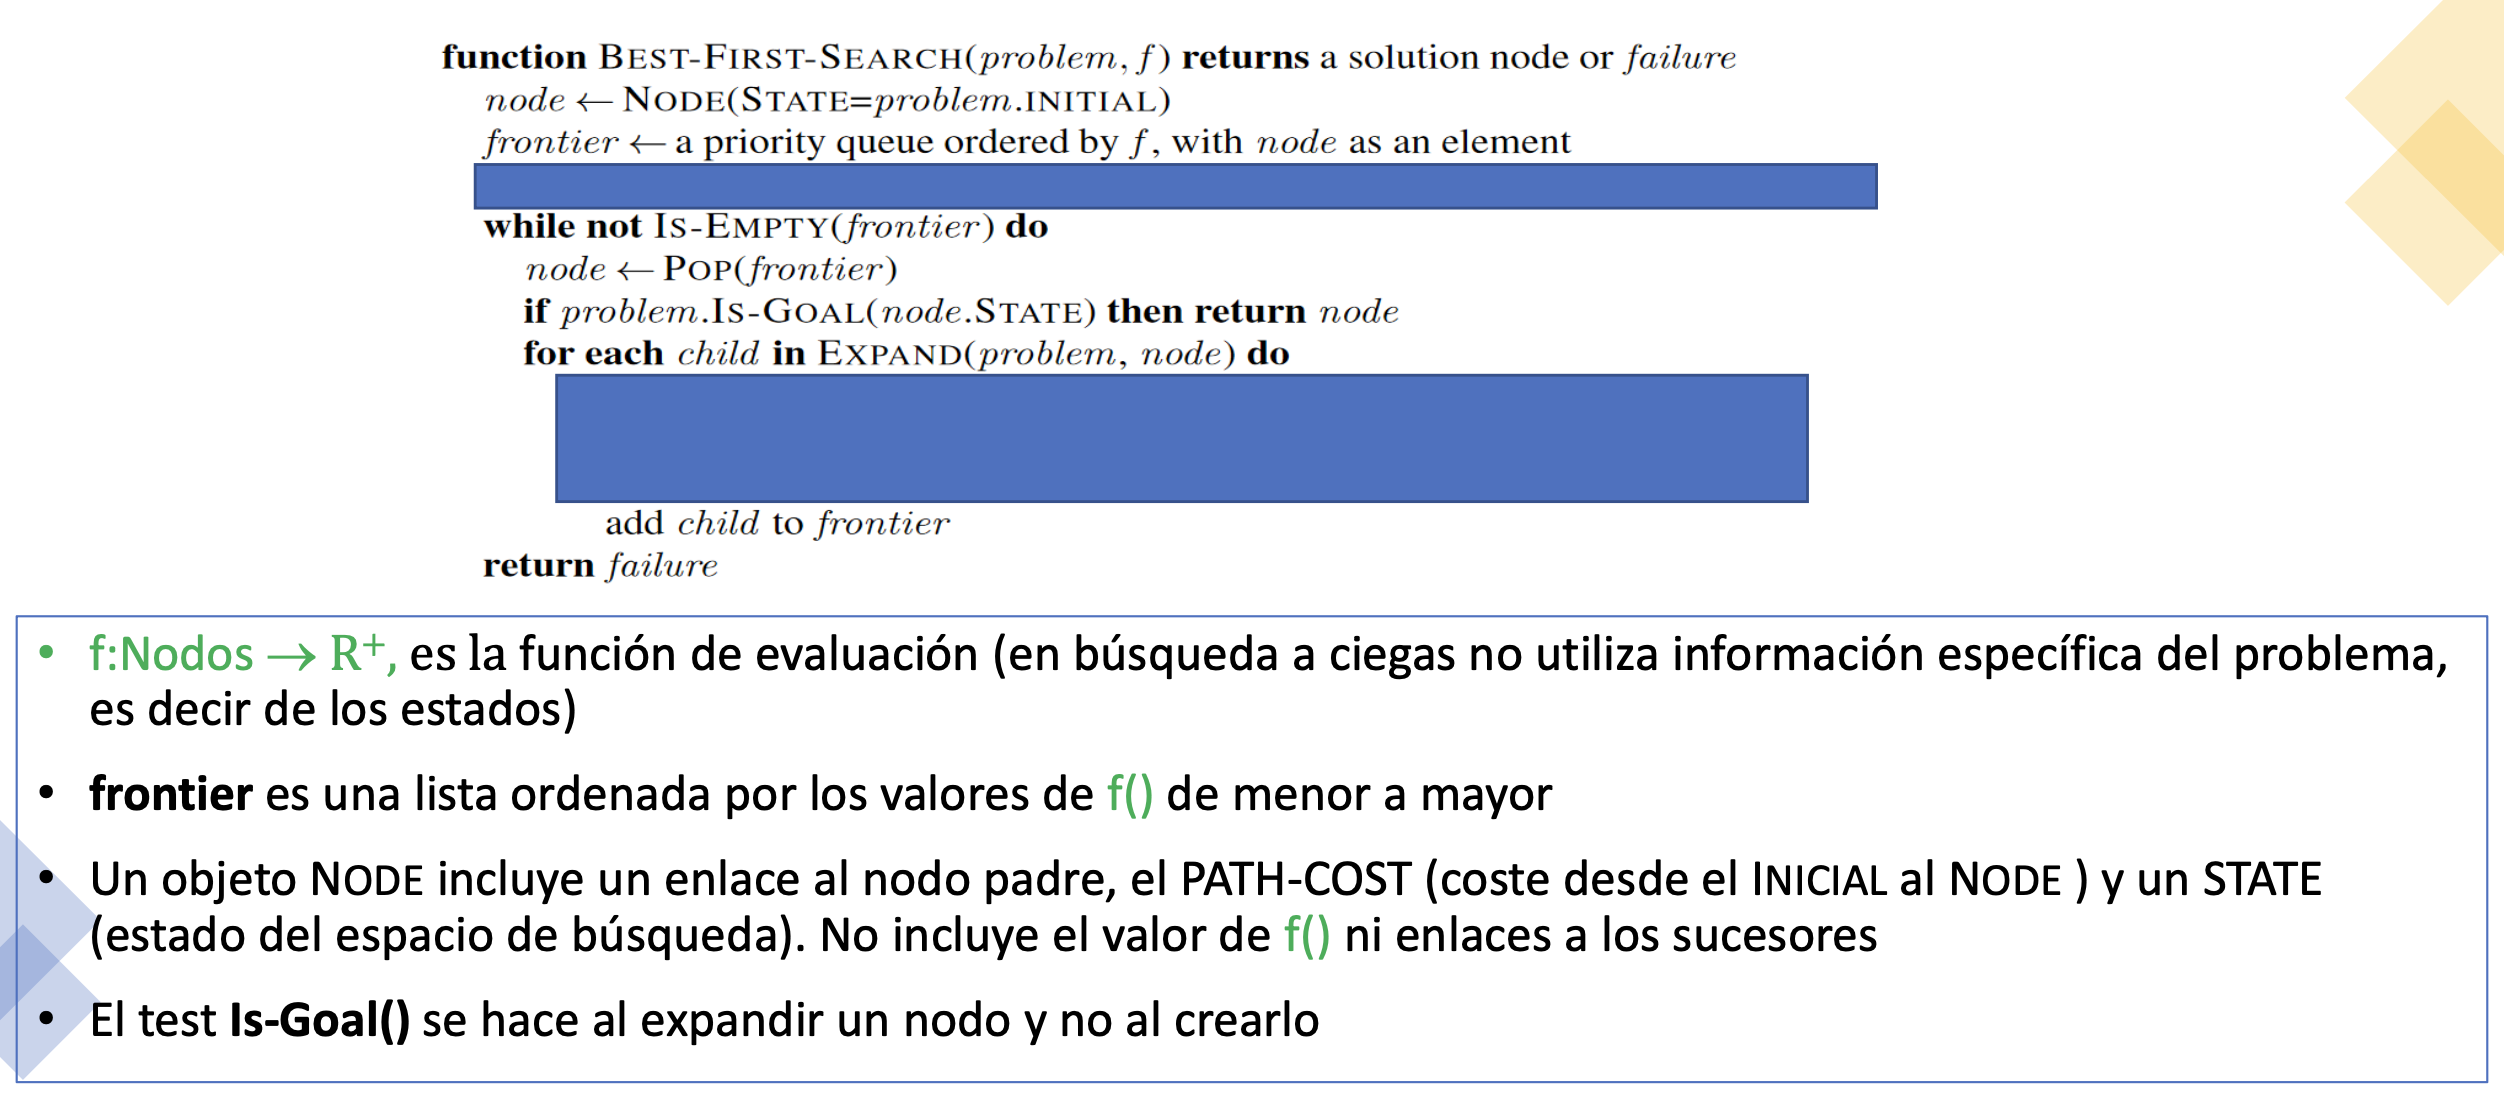 function BEST-FIRST-SEARCH(problem, f) returns a solution node or failure
node ← NODE(STATE=problem.INITIAL)
frontier ← a priority queue ordered by f, with node as an element
while not IS-EMPTY(frontier) do
node ← POP(frontier)
if problem.IS-GOAL(node.STATE) then return node
for each child in EXPAND(problem, node) do
add child to frontier
return failure
• f:Nodos → R⁺, es la función de evaluación (en búsqueda a ciegas no utiliza información específica del problema,
es decir de los estados)
• frontier es una lista ordenada por los valores de f() de menor a mayor
• Un objeto NODE incluye un enlace al nodo padre, el PATH-COST (coste desde el INICIAL al NODE ) y un STATE
(estado del espacio de búsqueda). No incluye el valor de f() ni enlaces a los sucesores
• El test Is-Goal() se hace al expandir un nodo y no al crearlo